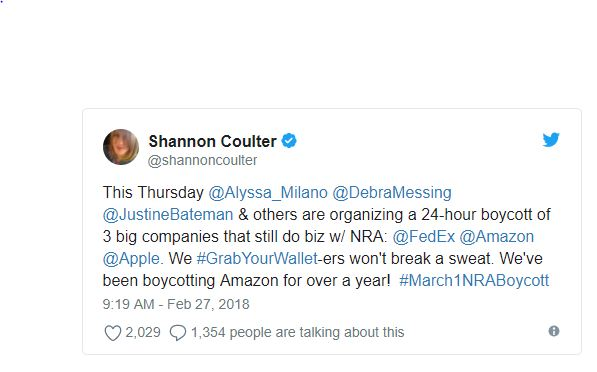 Shannon Coulter
@shannoncoulter
This Thursday @Alyssa_Milano @DebraMessing
@JustineBateman & others are organizing a 24-hour boycott of
3 big companies that still do biz w/ NRA: @FedEx @Amazon
@Apple. We #GrabYourWallet-ers won't break a sweat. We've
been boycotting Amazon for over a year! #March1NRABoycott
9:19 AM - Feb 27, 2018
2,029 1,354 people are talking about this